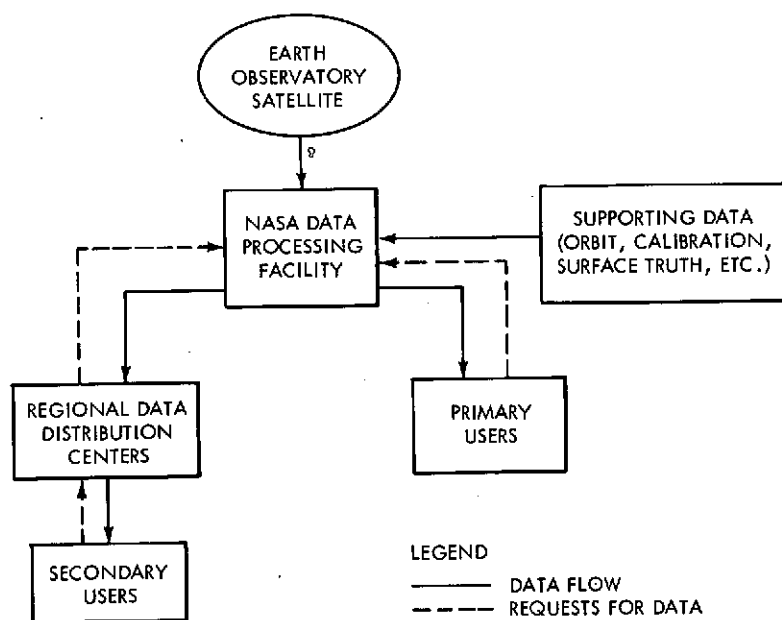 EARTH
OBSERVATORY
SATELLITE
NASA DATA
PROCESSING
FACILITY
SUPPORTING DATA
(ORBIT, CALIBRATION,
SURFACE TRUTH, ETC.)
REGIONAL DATA
DISTRIBUTION
CENTERS
PRIMARY
USERS
SECONDARY
USERS
LEGEND
DATA FLOW
REQUESTS FOR DATA